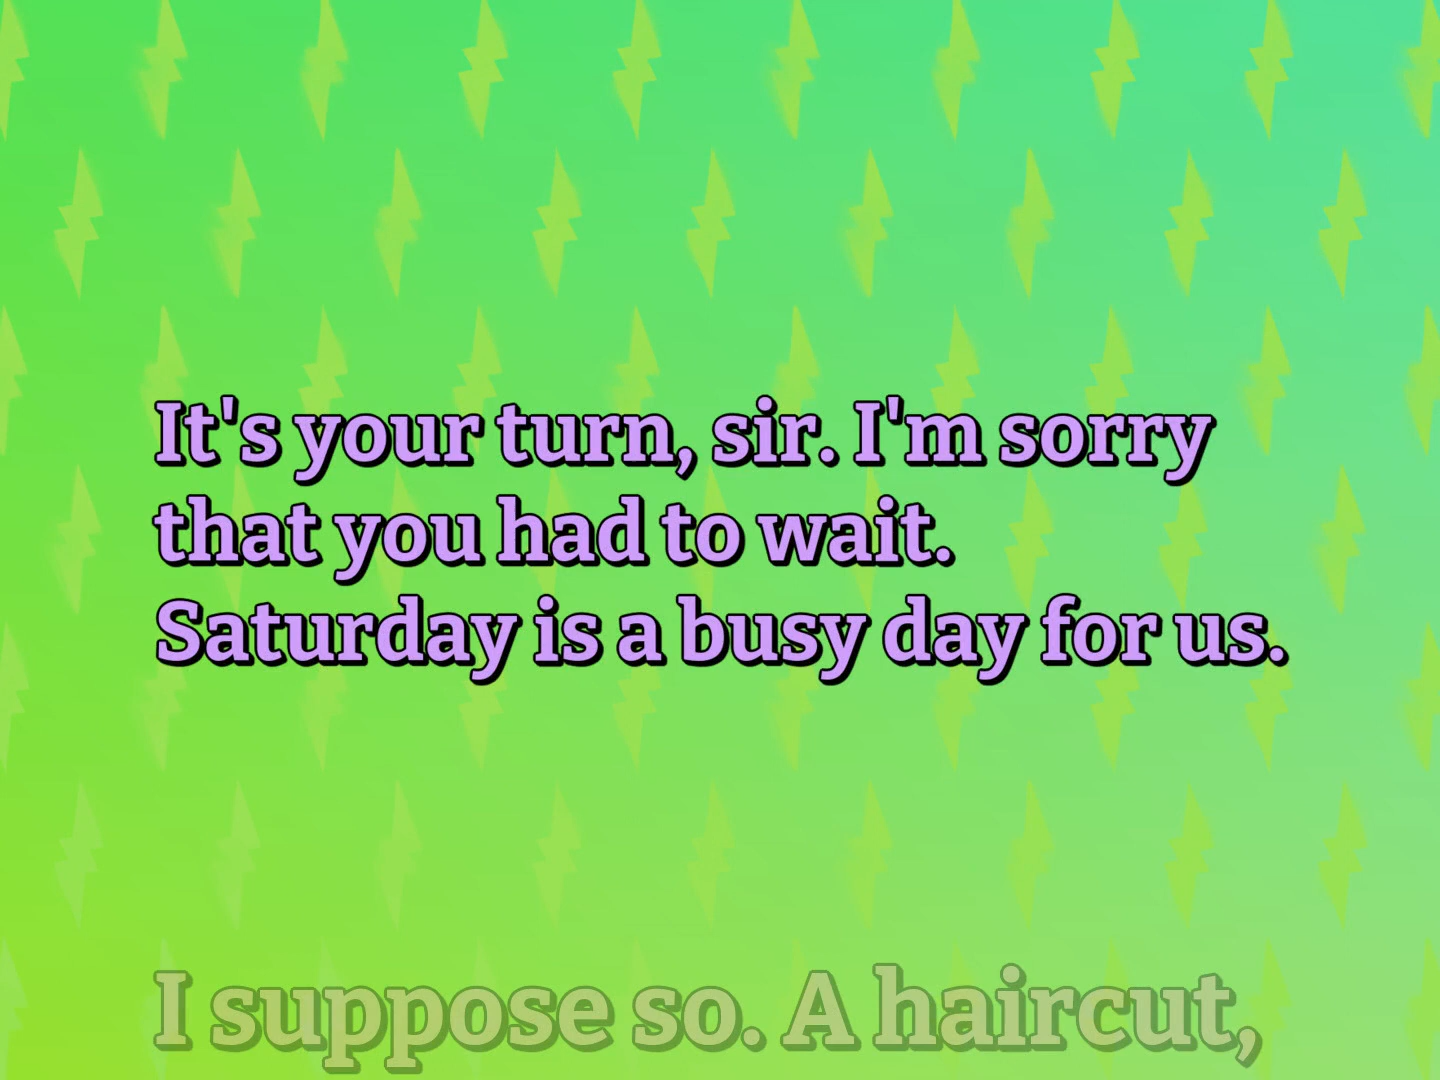 It's your turn, sir. I'm sorry
that you had to wait.
Saturday is a busy day for us.
I suppose so. A haircut,